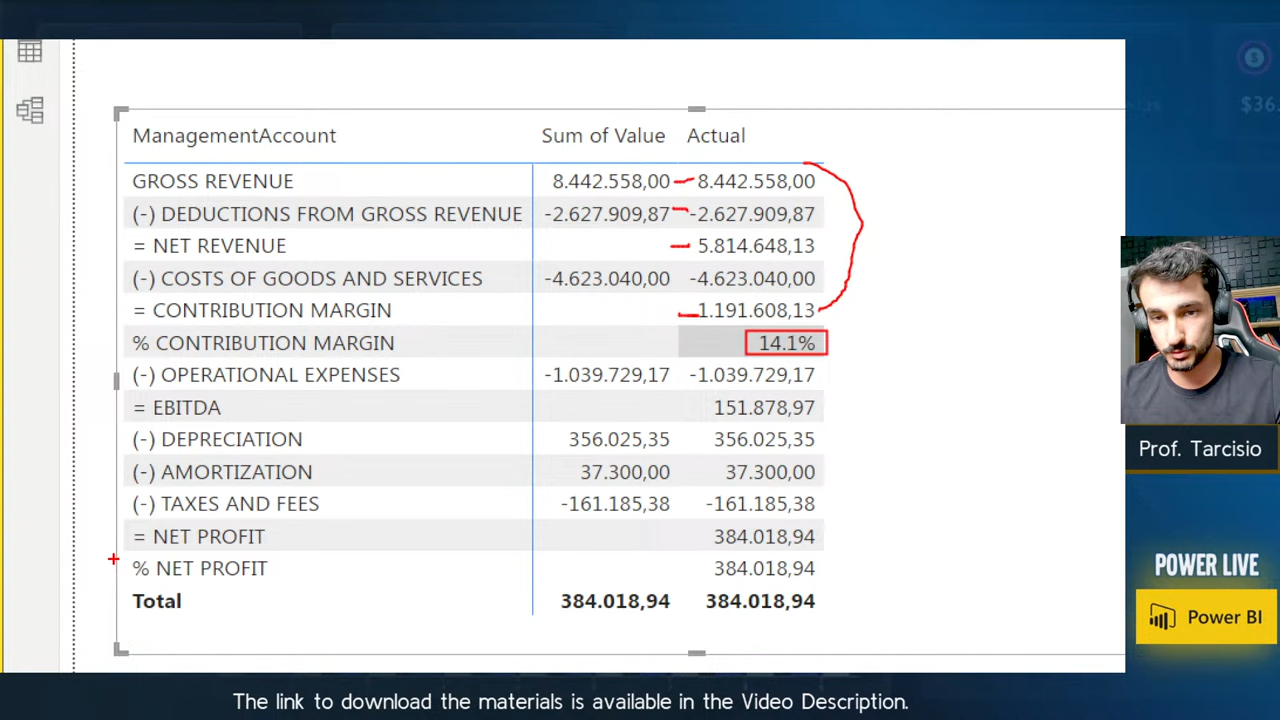 $36.
ManagementAccount Sum of Value Actual
GROSS REVENUE 8.442.558,00 8.442.558,00
(-) DEDUCTIONS FROM GROSS REVENUE -2.627.909,87 -2.627.909,87
= NET REVENUE 5.814.648,13
(-) COSTS OF GOODS AND SERVICES -4.623.040,00 -4.623.040,00
= CONTRIBUTION MARGIN 1.191.608,13
% CONTRIBUTION MARGIN 14.1%
(-) OPERATIONAL EXPENSES -1.039.729,17 -1.039.729,17
= EBITDA 151.878,97
(-) DEPRECIATION 356.025,35 356.025,35
(-) AMORTIZATION 37.300,00 37.300,00
(-) TAXES AND FEES -161.185,38 -161.185,38
= NET PROFIT 384.018,94
% NET PROFIT 384.018,94
Total 384.018,94 384.018,94
Prof. Tarcisio
POWER LIVE
Power BI
The link to download the materials is available in the Video Description.